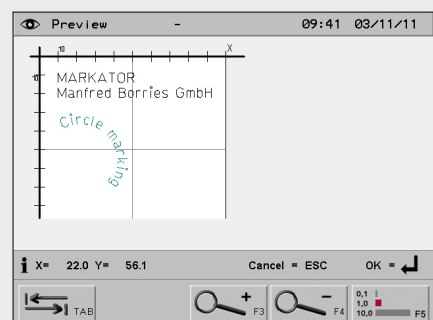 Preview - 09:41 03/11/11
10 X
10
MARKATOR
Manfred Borries GmbH
Circle marking
i X= 22.0 Y= 56.1 Cancel = ESC OK =
TAB + F3 - F4 0,1 1,0 10,0 F5